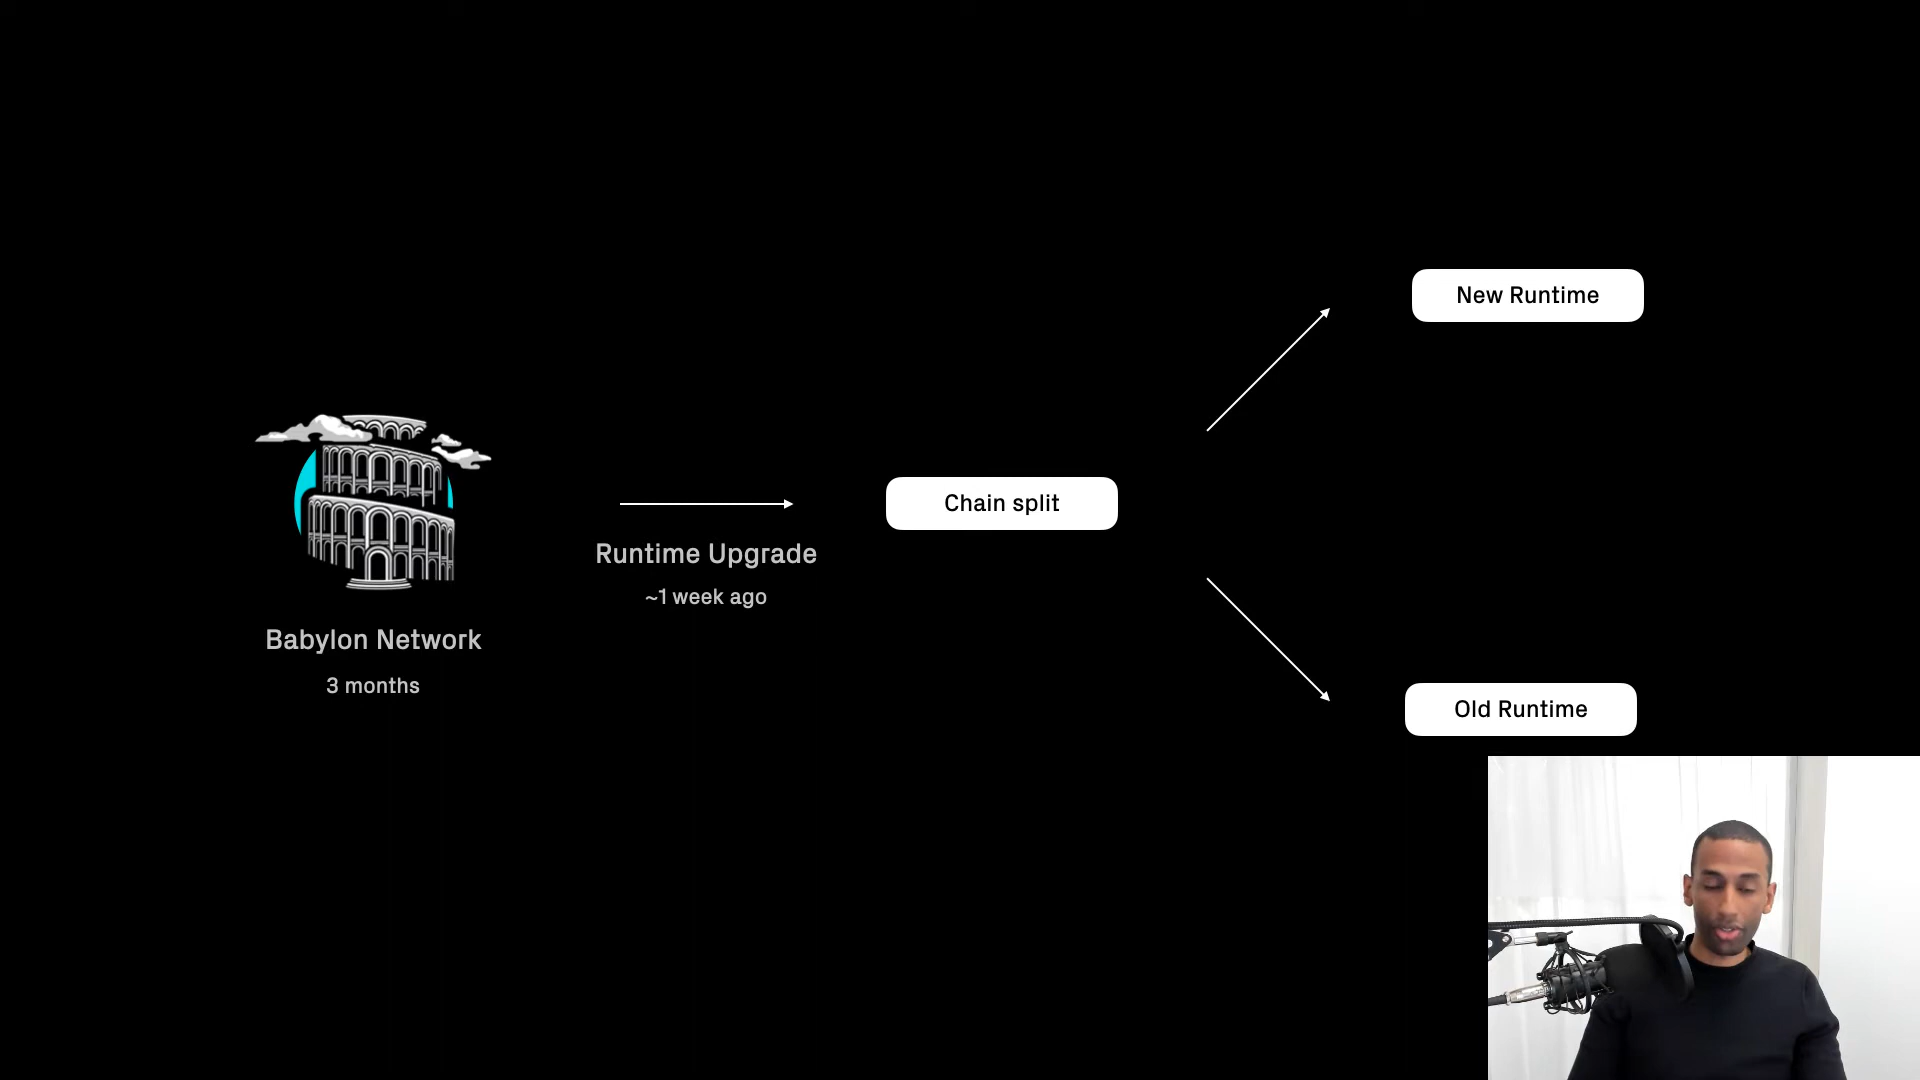 Babylon Network
3 months
Runtime Upgrade
~1 week ago
Chain split
New Runtime
Old Runtime